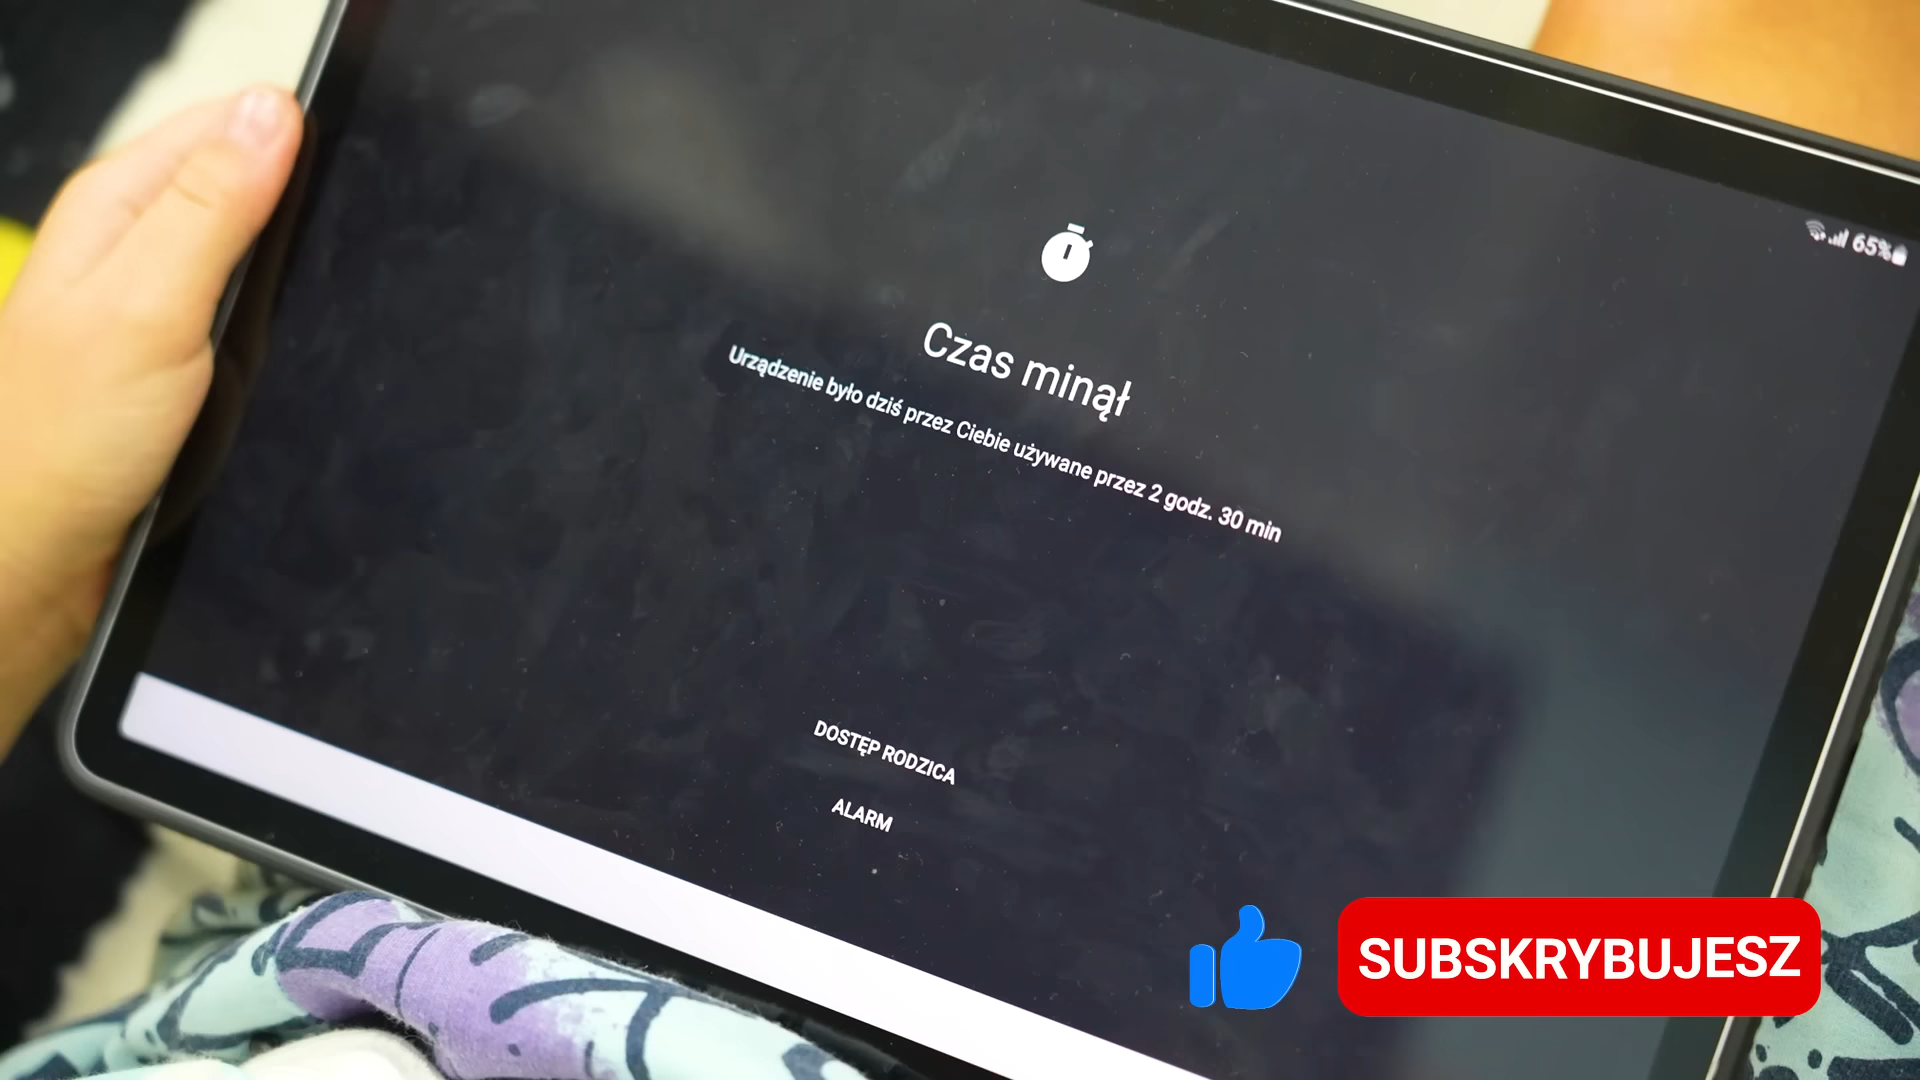 65%
Czas minął
Urządzenie było dziś przez Ciebie używane przez 2 godz. 30 min
DOSTĘP RODZICA
ALARM
SUBSKRYBUJESZ